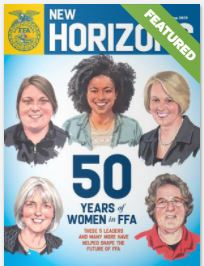 NEW
HORIZONS
FEATURED
FFA
50
YEARS of
WOMEN in FFA
THESE 5 LEADERS
AND MANY MORE HAVE
HELPED SHAPE THE
FUTURE OF FFA